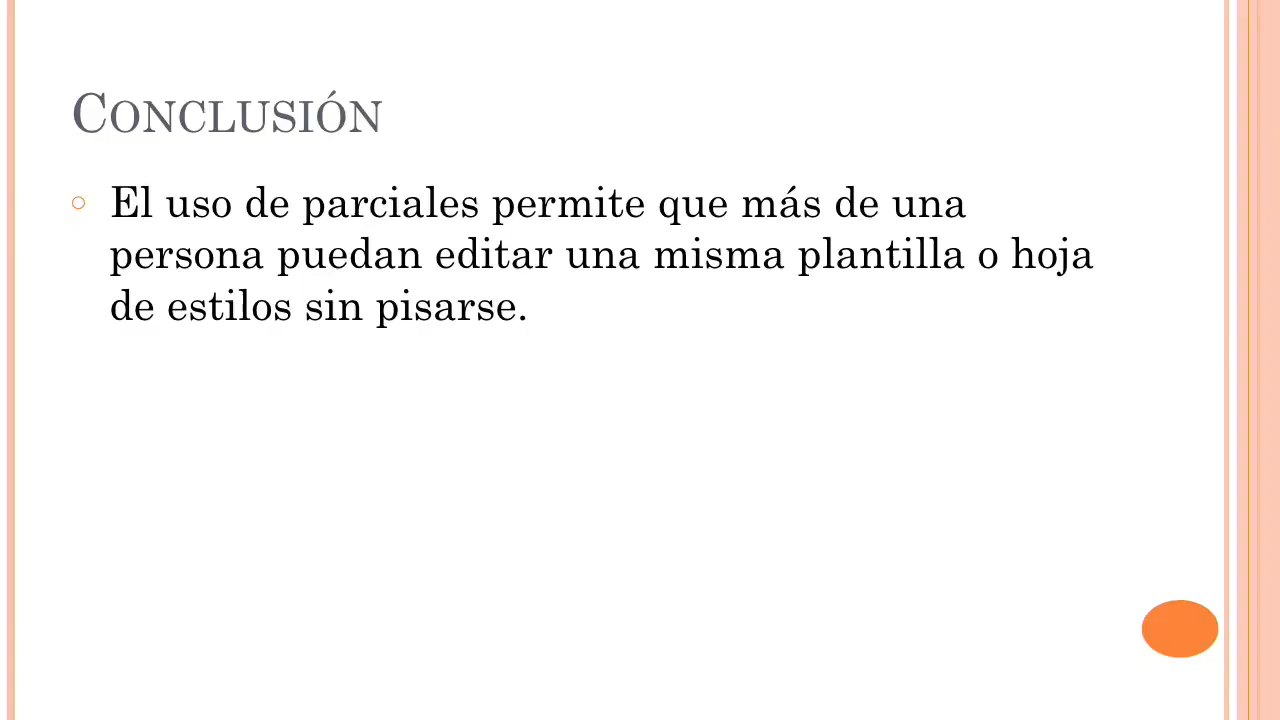 Conclusión
El uso de parciales permite que más de una
persona puedan editar una misma plantilla o hoja
de estilos sin pisarse.